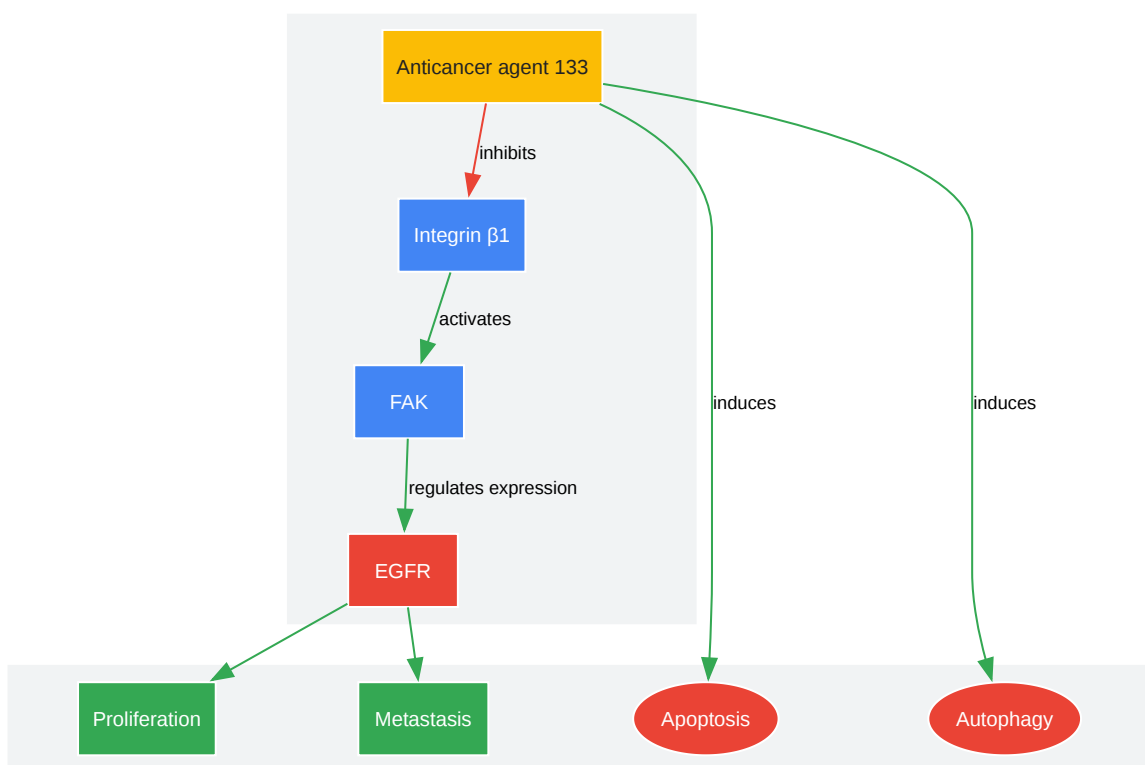 Anticancer agent 133
inhibits
Integrin β1
activates
FAK
induces
induces
regulates expression
EGFR
Proliferation
Metastasis
Apoptosis
Autophagy